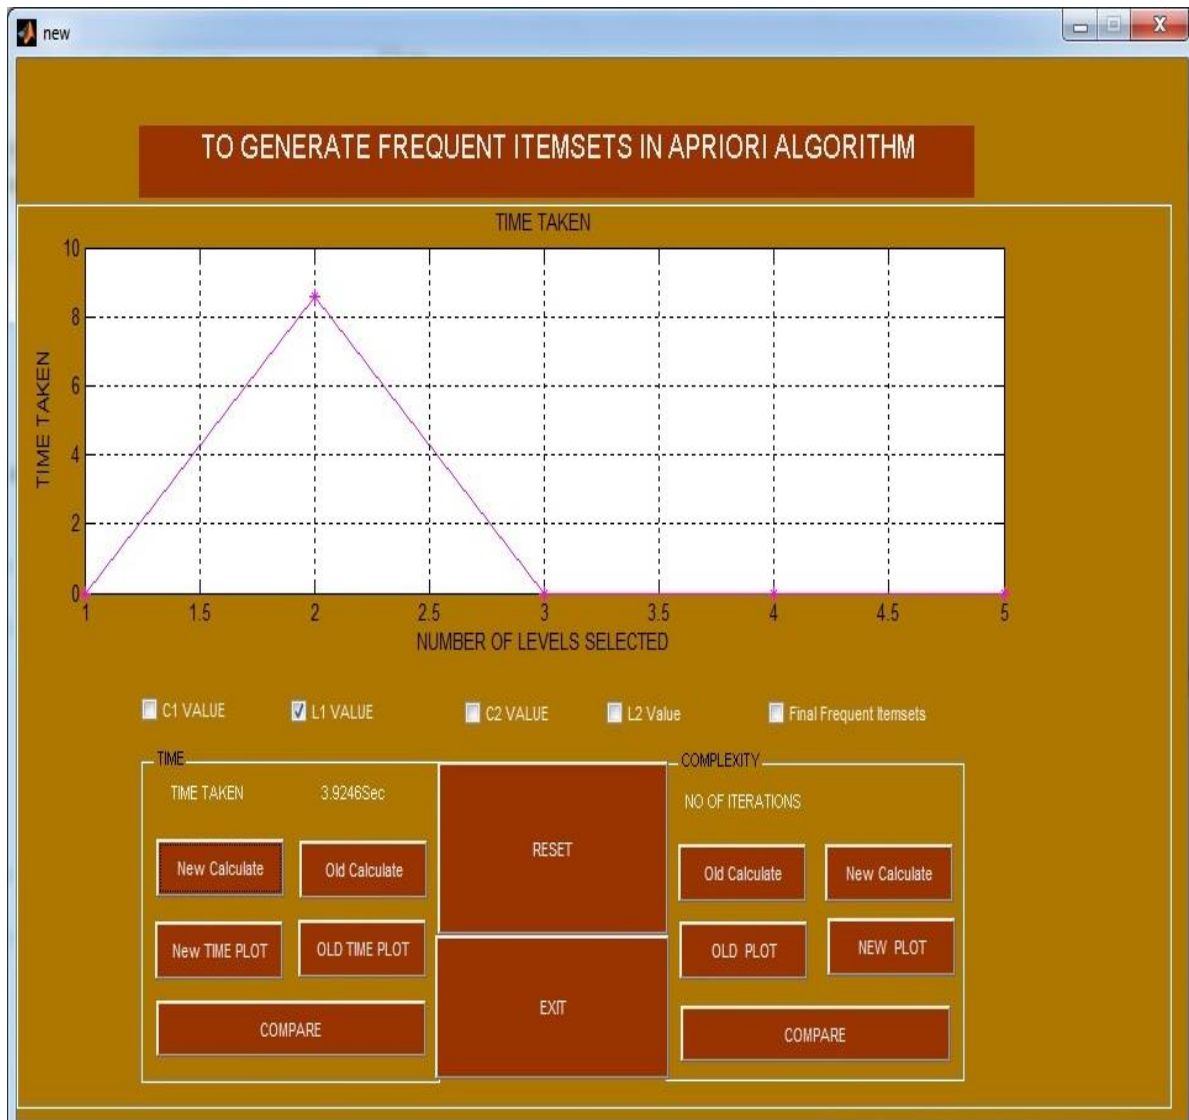 new
TO GENERATE FREQUENT ITEMSETS IN APRIORI ALGORITHM
TIME TAKEN
TIME TAKEN
10
8
6
4
2
0
1 1.5 2 2.5 3 3.5 4 4.5 5
NUMBER OF LEVELS SELECTED
C1 VALUE L1 VALUE C2 VALUE L2 Value Final Frequent Itemsets
TIME
TIME TAKEN 3.9246Sec
New Calculate Old Calculate
New TIME PLOT OLD TIME PLOT
COMPARE
RESET
EXIT
COMPLEXITY
NO OF ITERATIONS
Old Calculate New Calculate
OLD PLOT NEW PLOT
COMPARE